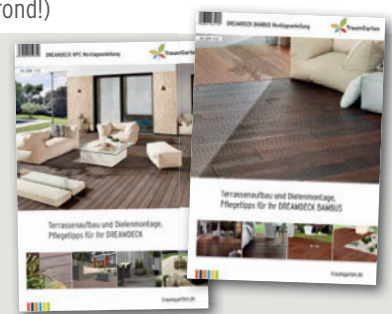 rond!)
DREAMDECK WPC Montageanleitung
TraumGarten
Terrassenaufbau und Dielenmontage,
Pflegetipps für Ihr DREAMDECK
DREAMDECK BAMBUS Montageanleitung
TraumGarten
Terrassenaufbau und Dielenmontage,
Pflegetipps für Ihr DREAMDECK BAMBUS
traumgarten.de
traumgarten.de